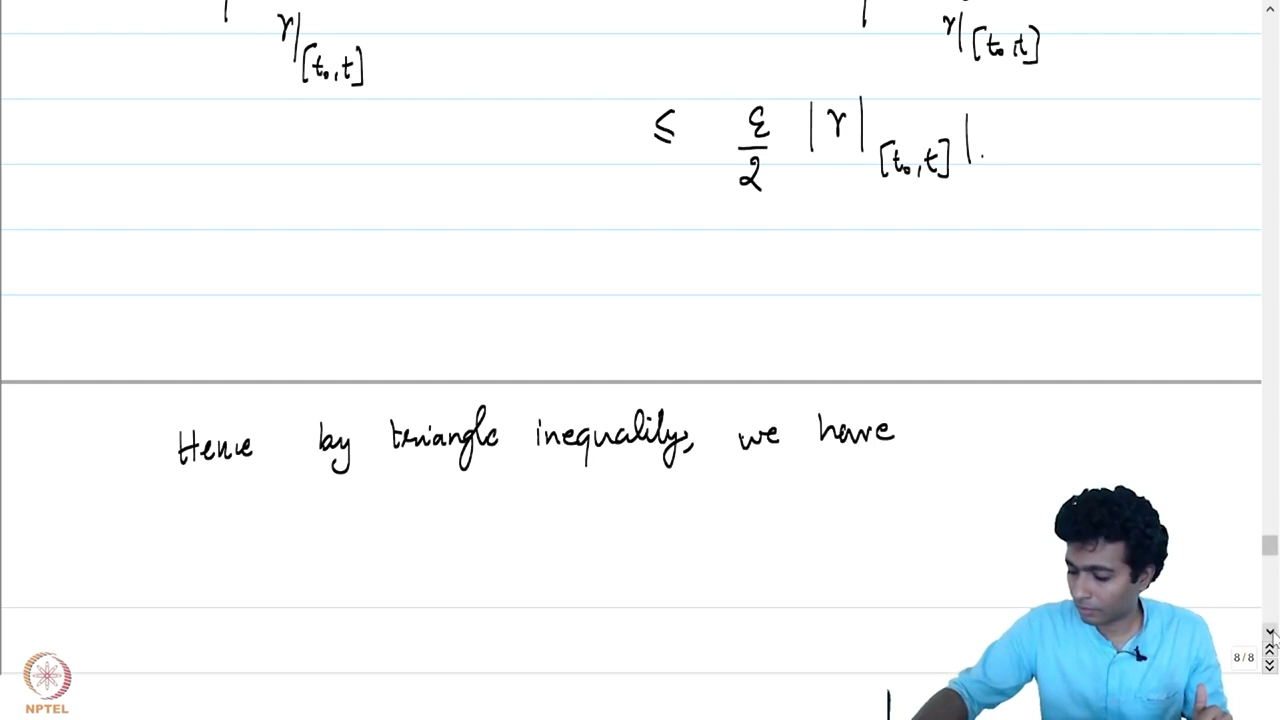 γ|[t₀, t] γ|[t₀, t]
≤ ε/2 |γ|[t₀, t]|.
Hence by triangle inequality, we have
8 / 8
NPTEL